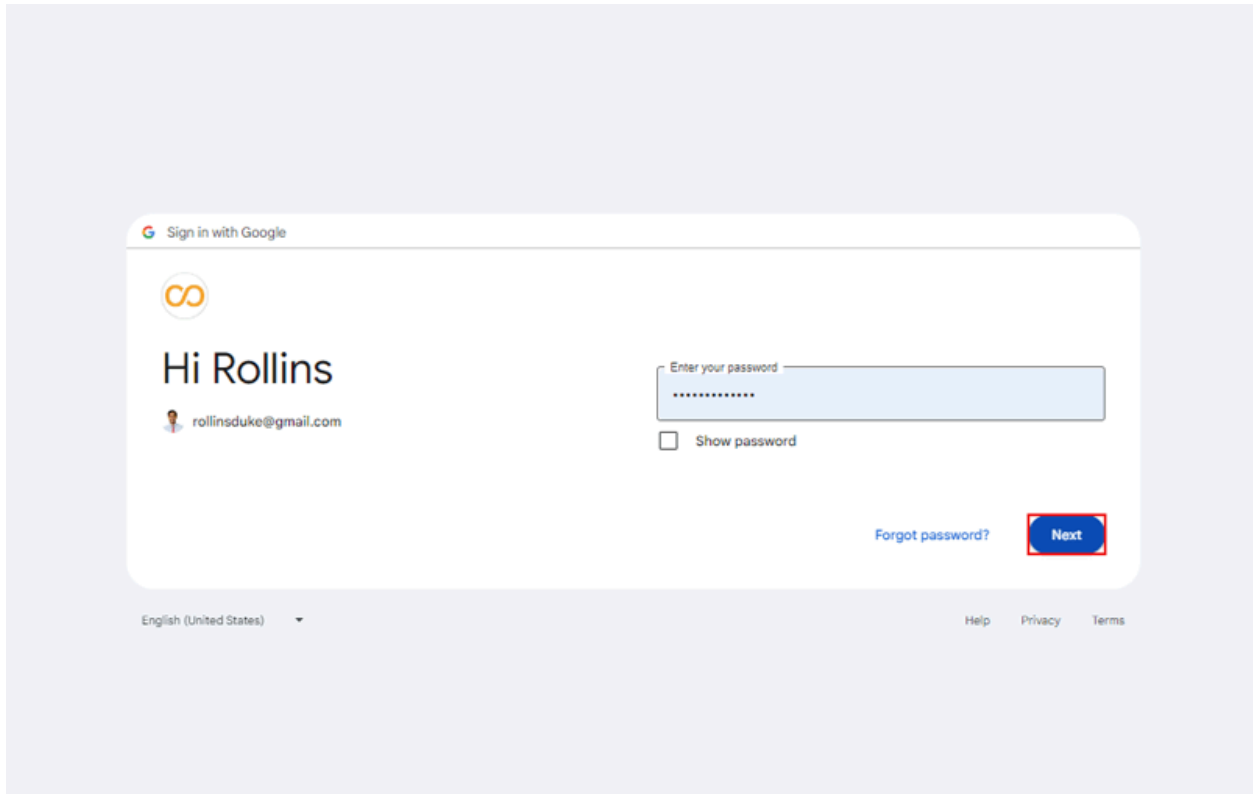 Sign in with Google
Hi Rollins
rollinsduke@gmail.com
Enter your password
•••••••••••••
Show password
Forgot password?
Next
English (United States)
Help Privacy Terms